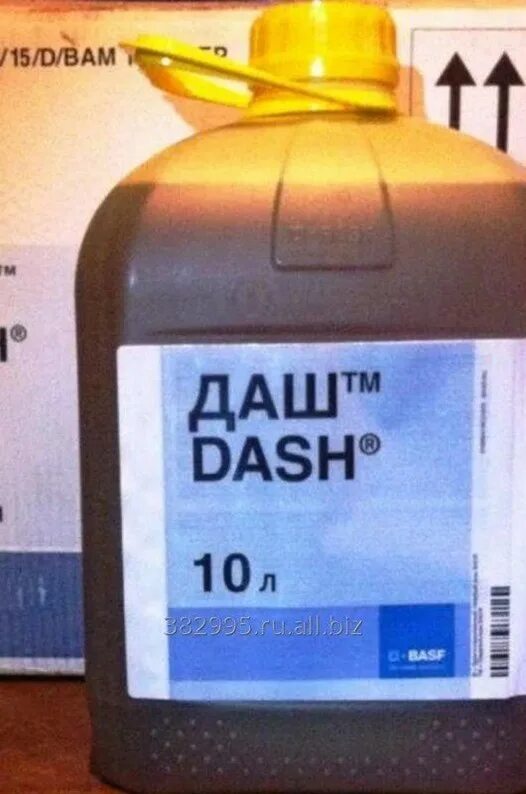 /15/D/BAM
ДАШ™
DASH®
10 л
382995.ru.all.biz
BASF